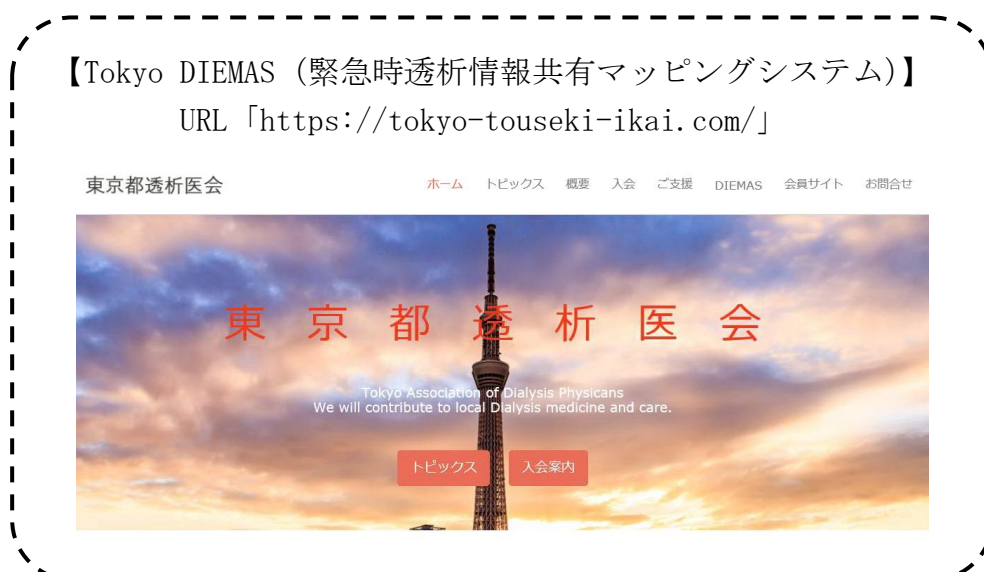 【Tokyo DIEMAS (緊急時透析情報共有マッピングシステム)】
URL「https://tokyo-touseki-ikai.com/」
東京都透析医会
ホーム トピックス 概要 入会 ご支援 DIEMAS 会員サイト お問合せ
東京都透析医会
Tokyo Association of Dialysis Physicans
We will contribute to local Dialysis medicine and care.
トピックス 入会案内